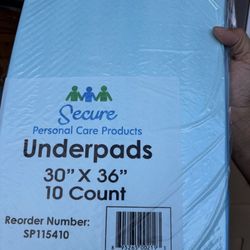 Secure
Personal Care Products
Underpads
30" X 36"
10 Count
Reorder Number:
SP115410